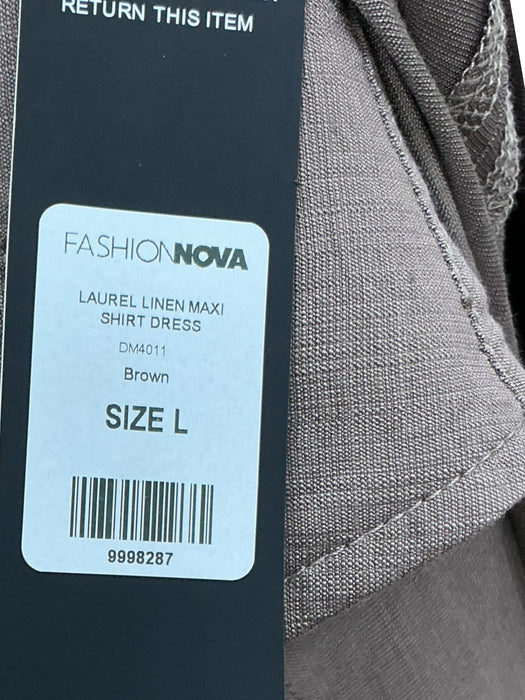 RETURN THIS ITEM
FASHIONNOVA
LAUREL LINEN MAXI
SHIRT DRESS
DM4011
Brown
SIZE L
9998287